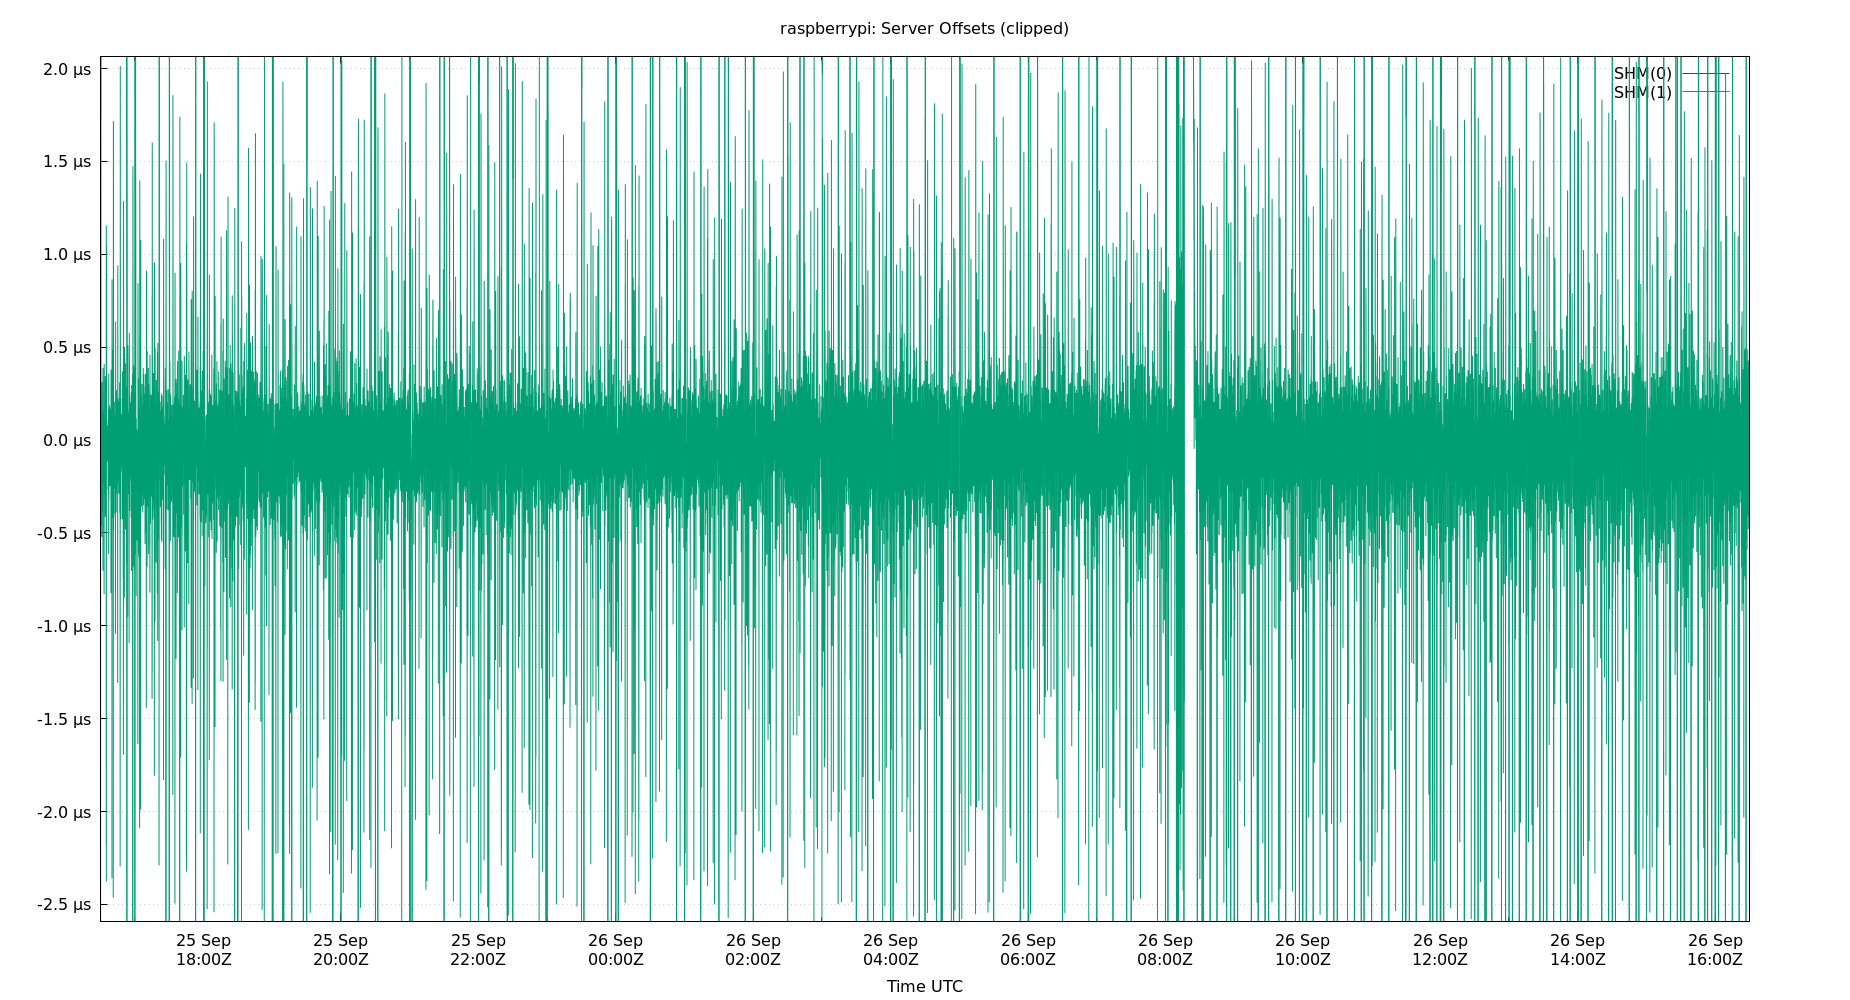 raspberrypi: Server Offsets (clipped)
2.0 µs
1.5 µs
1.0 µs
0.5 µs
0.0 µs
-0.5 µs
-1.0 µs
-1.5 µs
-2.0 µs
-2.5 µs
SHM(0)
SHM(1)
25 Sep 25 Sep 25 Sep 26 Sep 26 Sep 26 Sep 26 Sep 26 Sep 26 Sep 26 Sep 26 Sep 26 Sep
18:00Z 20:00Z 22:00Z 00:00Z 02:00Z 04:00Z 06:00Z 08:00Z 10:00Z 12:00Z 14:00Z 16:00Z
Time UTC